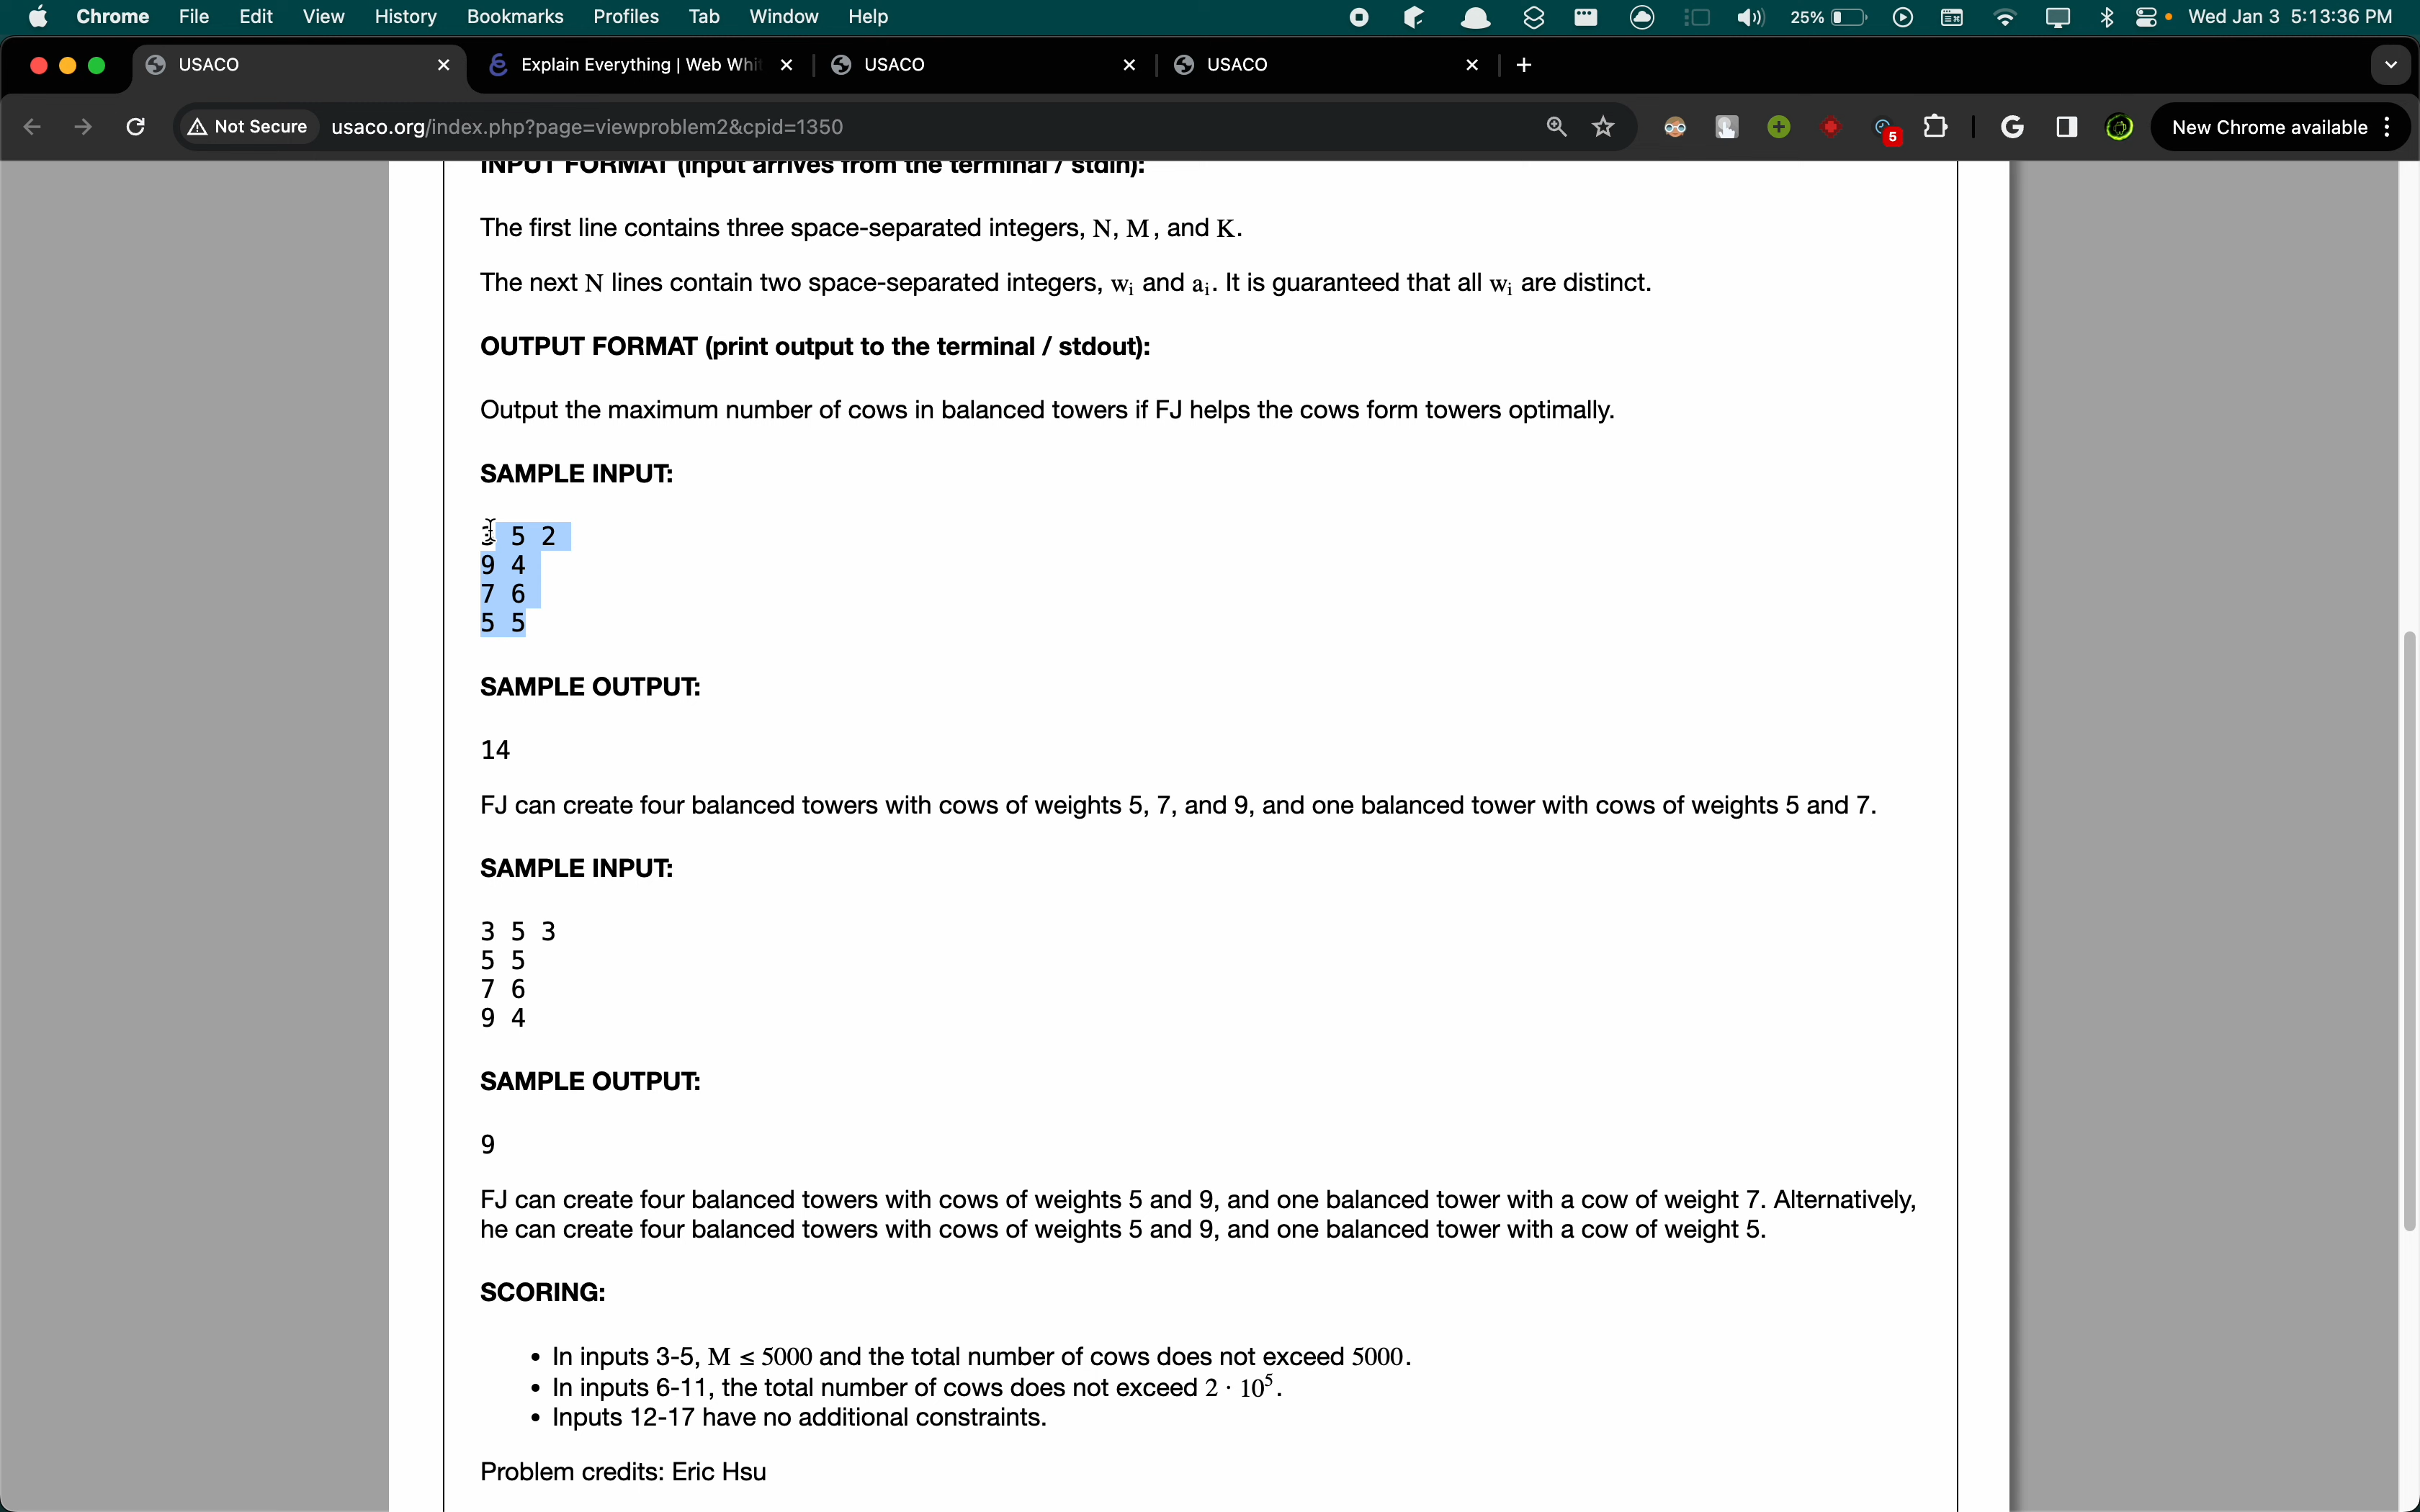 Chrome File Edit View History Bookmarks Profiles Tab Window Help 25% Wed Jan 3 5:13:36 PM
USACO Explain Everything | Web Whit USACO USACO
Not Secure usaco.org/index.php?page=viewproblem2&cpid=1350 5 New Chrome available
INPUT FORMAT (input arrives from the terminal / stdin):
The first line contains three space-separated integers, N, M, and K.
The next N lines contain two space-separated integers, wi and ai. It is guaranteed that all wi are distinct.
OUTPUT FORMAT (print output to the terminal / stdout):
Output the maximum number of cows in balanced towers if FJ helps the cows form towers optimally.
SAMPLE INPUT:
3 5 2
9 4
7 6
5 5
SAMPLE OUTPUT:
14
FJ can create four balanced towers with cows of weights 5, 7, and 9, and one balanced tower with cows of weights 5 and 7.
SAMPLE INPUT:
3 5 3
5 5
7 6
9 4
SAMPLE OUTPUT:
9
FJ can create four balanced towers with cows of weights 5 and 9, and one balanced tower with a cow of weight 7. Alternatively,
he can create four balanced towers with cows of weights 5 and 9, and one balanced tower with a cow of weight 5.
SCORING:
• In inputs 3-5, M ≤ 5000 and the total number of cows does not exceed 5000.
• In inputs 6-11, the total number of cows does not exceed 2 · 10⁵.
• Inputs 12-17 have no additional constraints.
Problem credits: Eric Hsu